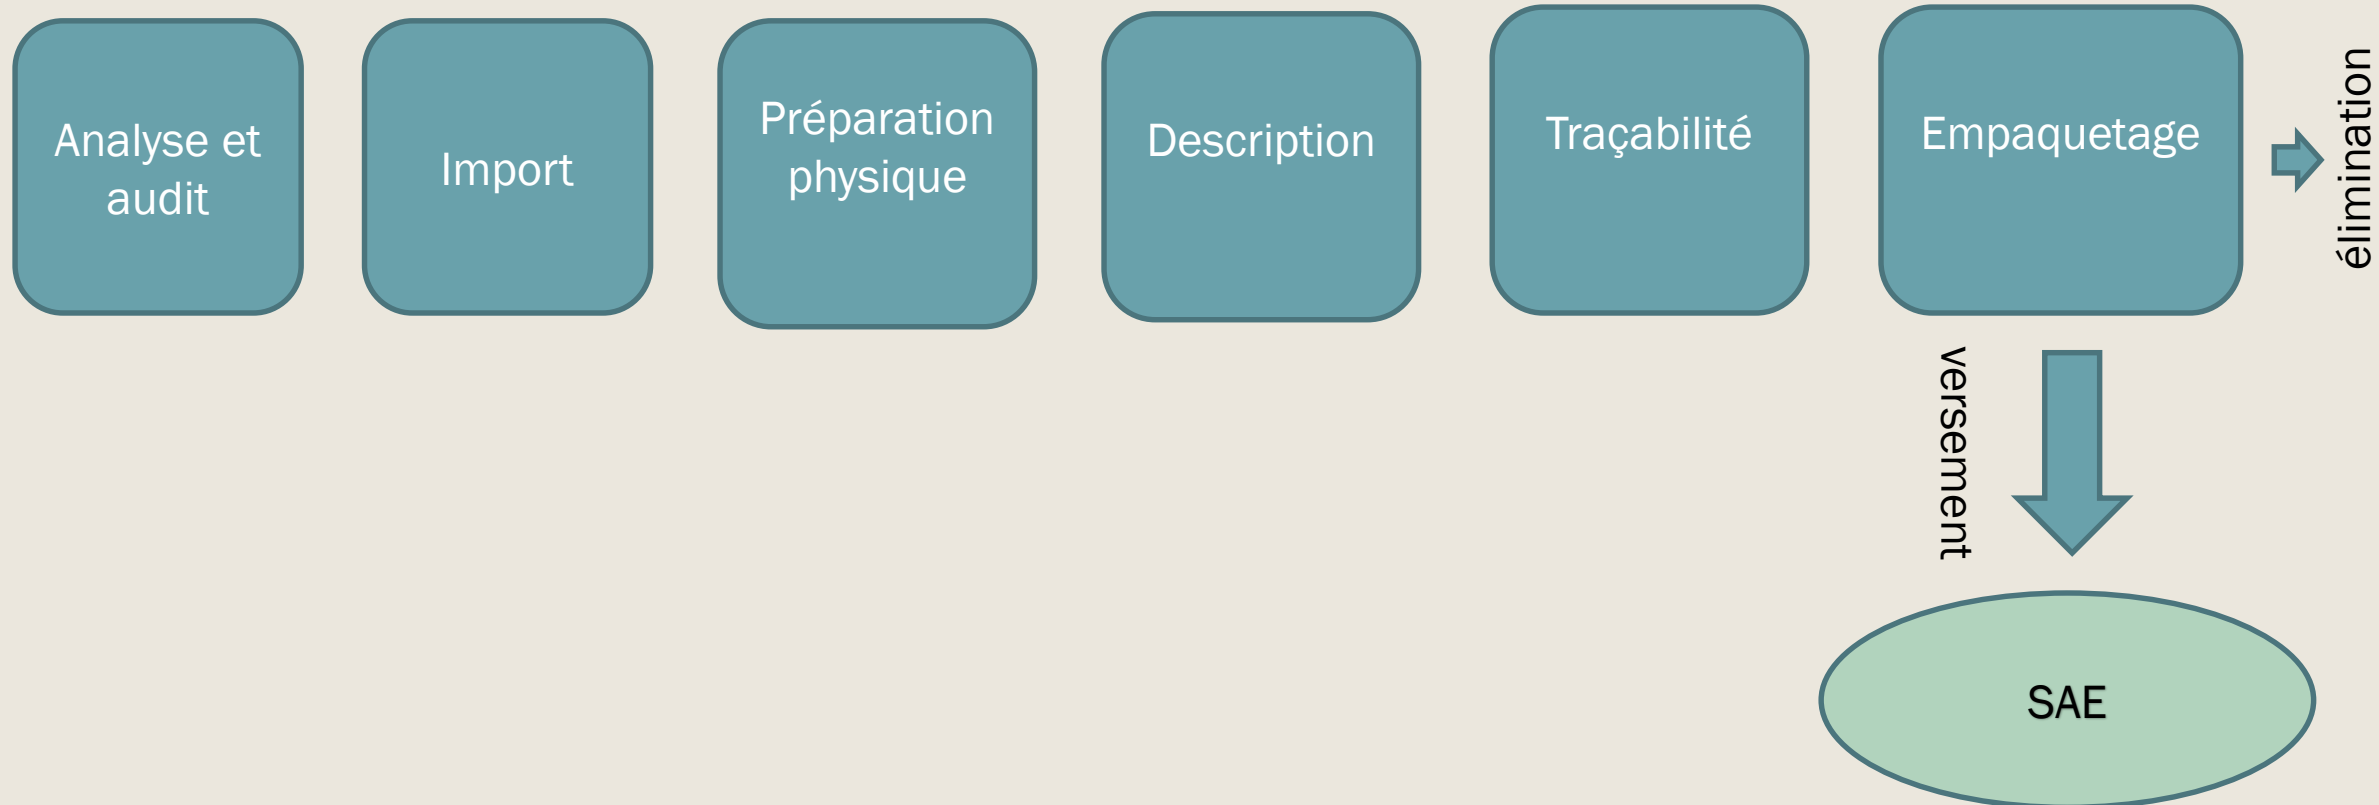 Analyse et
audit
Import
Préparation
physique
Description
Traçabilité
Empaquetage
élimination
versement
SAE